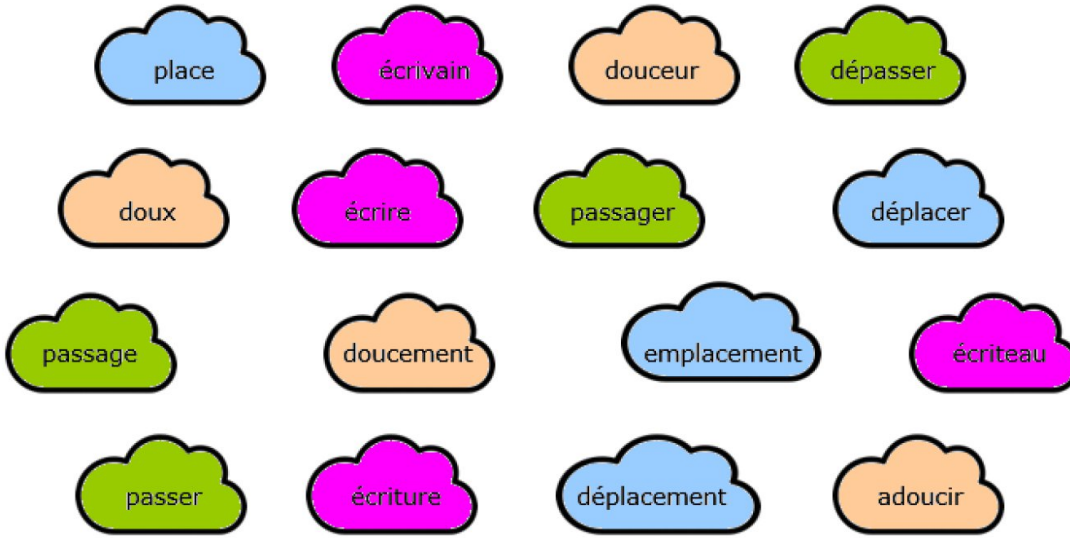 place écrivain douceur dépasser
doux écrire passager déplacer
passage doucement emplacement écriteau
passer écriture déplacement adoucir